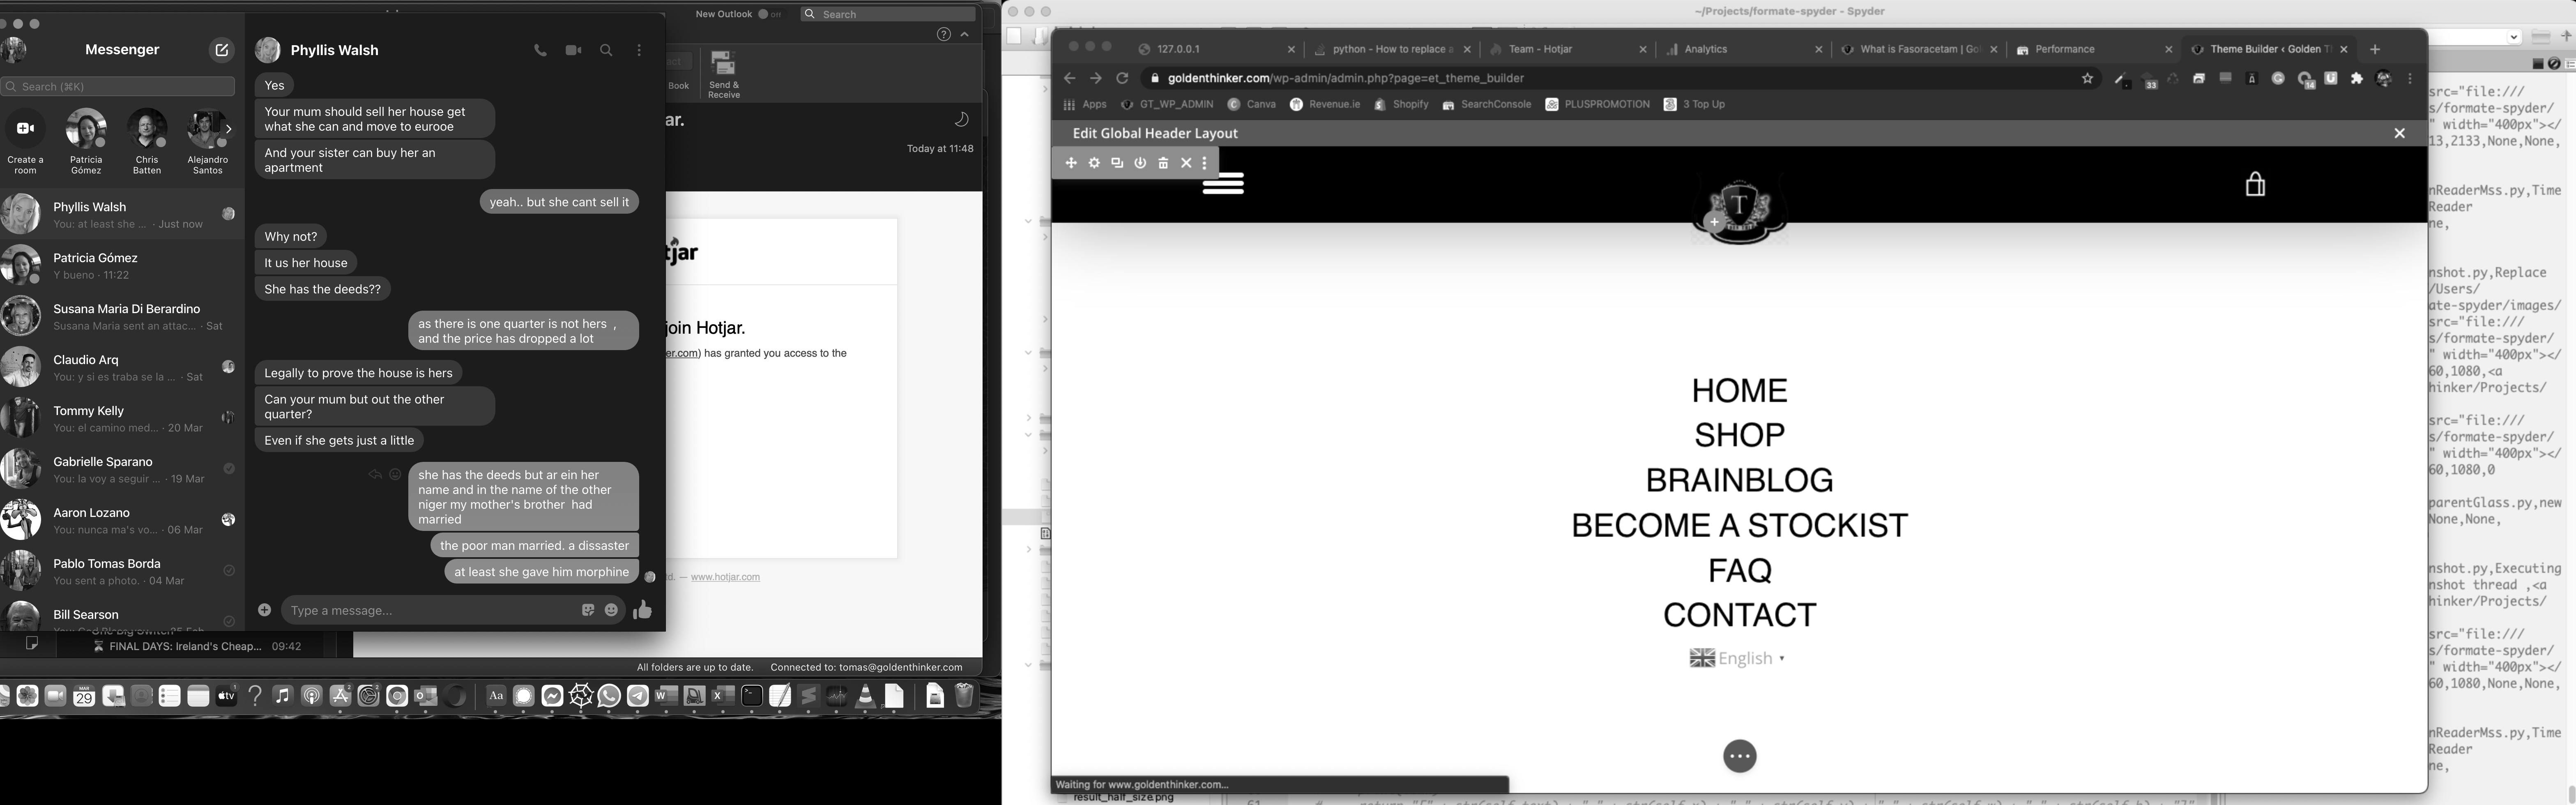 Messenger
Search (⌘K)
Create a room
Patricia Gómez
Chris Batten
Alejandro Santos
Phyllis Walsh
You: at least she ... · Just now
Patricia Gómez
Y bueno · 11:22
Susana Maria Di Berardino
Susana Maria sent an attac... · Sat
Claudio Arq
You: y si es traba se la ... · Sat
Tommy Kelly
You: el camino med... · 20 Mar
Gabrielle Sparano
You: la voy a seguir ... · 19 Mar
Aaron Lozano
You: nunca ma's vo... · 06 Mar
Pablo Tomas Borda
You sent a photo. · 04 Mar
Bill Searson
FINAL DAYS: Ireland's Cheap... 09:42
Phyllis Walsh
Yes
Your mum should sell her house get
what she can and move to eurooe
And your sister can buy her an
apartment
yeah.. but she cant sell it
Why not?
It us her house
She has the deeds??
as there is one quarter is not hers ,
and the price has dropped a lot
Legally to prove the house is hers
Can your mum but out the other
quarter?
Even if she gets just a little
she has the deeds but ar ein her
name and in the name of the other
niger my mother's brother had
married
the poor man married. a dissaster
at least she gave him morphine
Type a message...
New Outlook Off
Search
Book
Send &
Receive
ar.
Today at 11:48
tjar
join Hotjar.
er.com) has granted you access to the
td. — www.hotjar.com
All folders are up to date. Connected to: tomas@goldenthinker.com
MAR
29
tv
Aa
~/Projects/formate-spyder - Spyder
127.0.0.1
python - How to replace a
Team - Hotjar
Analytics
What is Fasoracetam | Go
Performance
Theme Builder ‹ Golden T
goldenthinker.com/wp-admin/admin.php?page=et_theme_builder
33
14
Apps GT_WP_ADMIN Canva Revenue.ie Shopify SearchConsole PLUSPROMOTION 3 Top Up
Edit Global Header Layout
T
HOME
SHOP
BRAINBLOG
BECOME A STOCKIST
FAQ
CONTACT
English
Waiting for www.goldenthinker.com...
result_half_size.png
61
src="file:///
s/formate-spyder/
" width="400px"></
13,2133,None,None,
nReaderMss.py,Time
Reader
ne,
nshot.py,Replace
/Users/
ate-spyder/images/
src="file:///
s/formate-spyder/
" width="400px"></
60,1080,<a
hinker/Projects/
src="file:///
s/formate-spyder/
" width="400px"></
60,1080,0
parentGlass.py,new
None,None,
nshot.py,Executing
nshot thread ,<a
hinker/Projects/
src="file:///
s/formate-spyder/
" width="400px"></
60,1080,None,None,
nReaderMss.py,Time
Reader
ne,